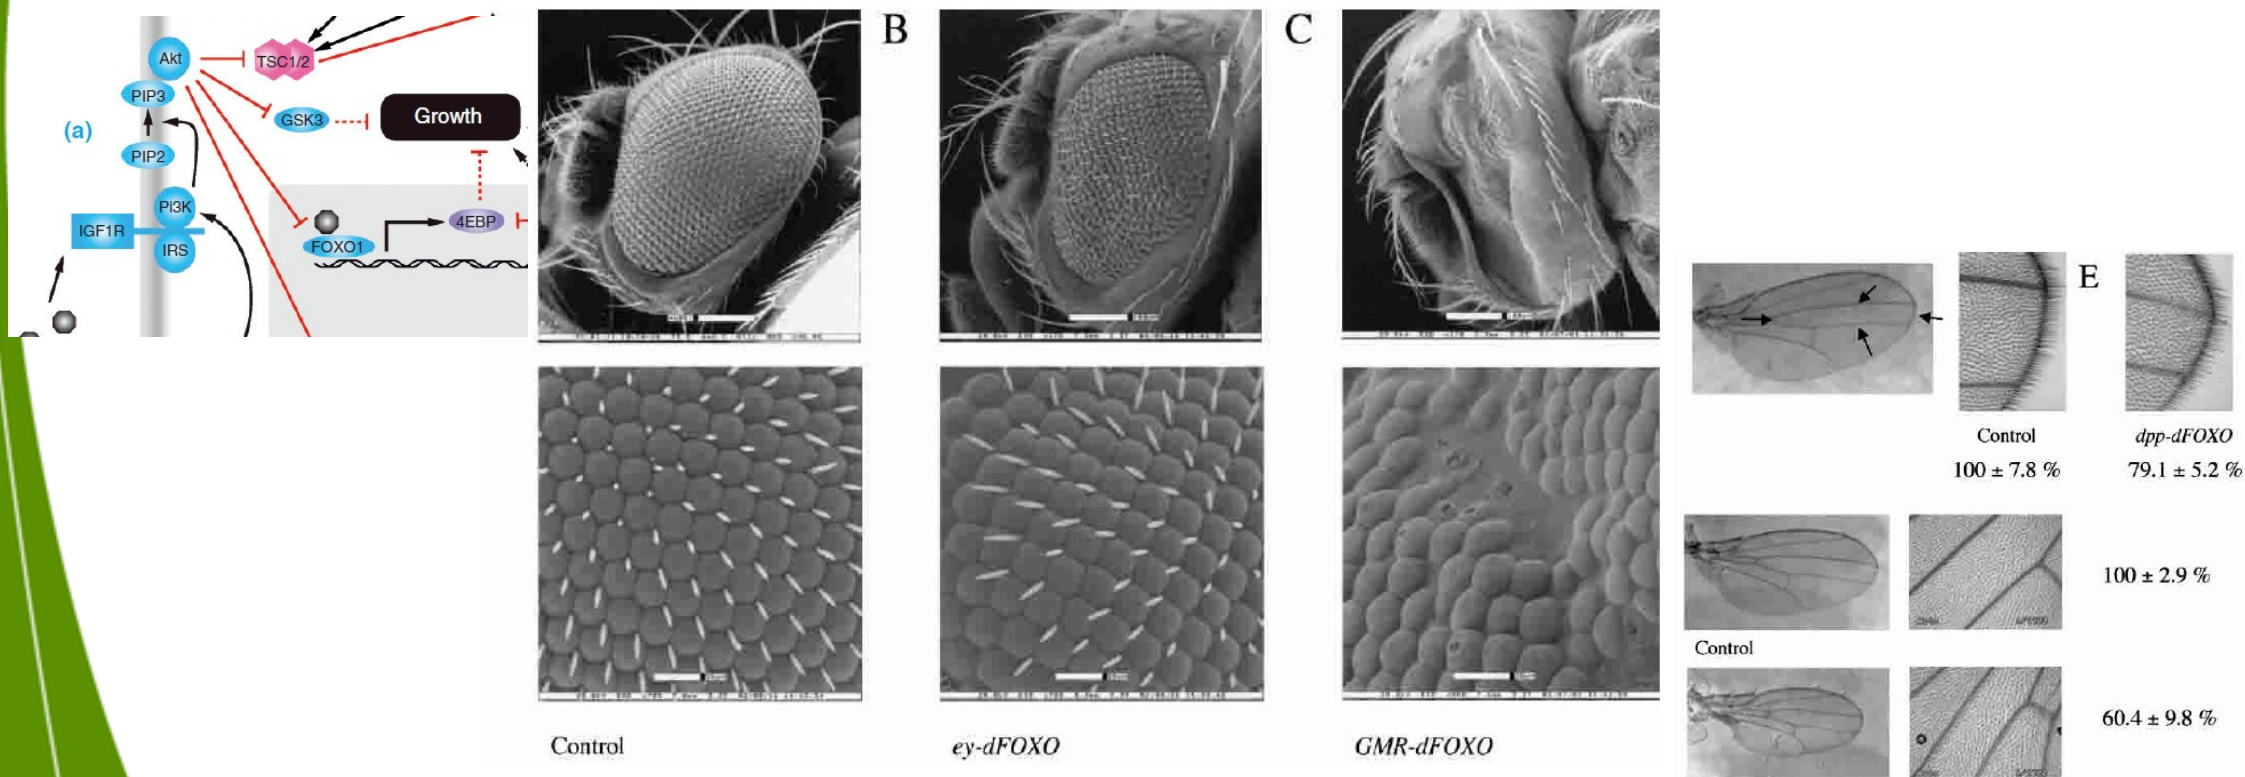 Akt
TSC1/2
PIP3
GSK3
Growth
(a)
PIP2
Pi3K
IGF1R
4EBP
FOXO1
IRS
B
C
Control
ey-dFOXO
GMR-dFOXO
E
Control
dpp-dFOXO
100 ± 7.8 %
79.1 ± 5.2 %
100 ± 2.9 %
Control
60.4 ± 9.8 %